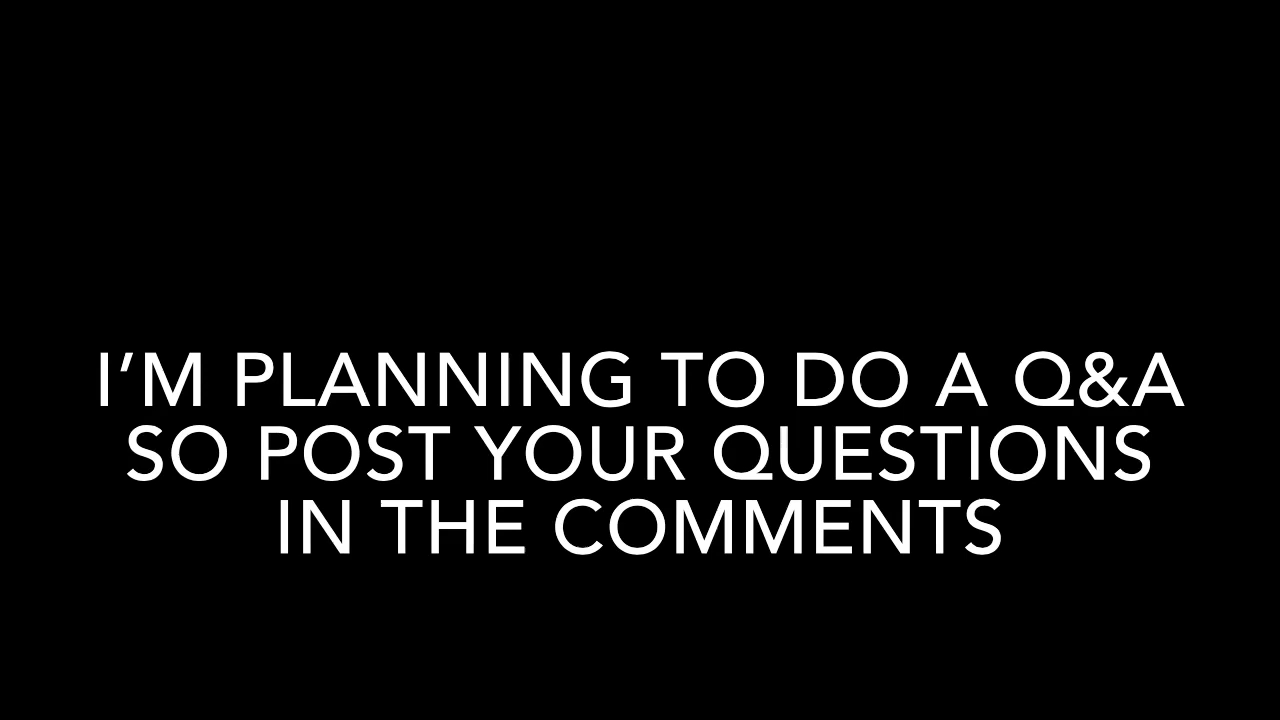 I’M PLANNING TO DO A Q&A
SO POST YOUR QUESTIONS
IN THE COMMENTS